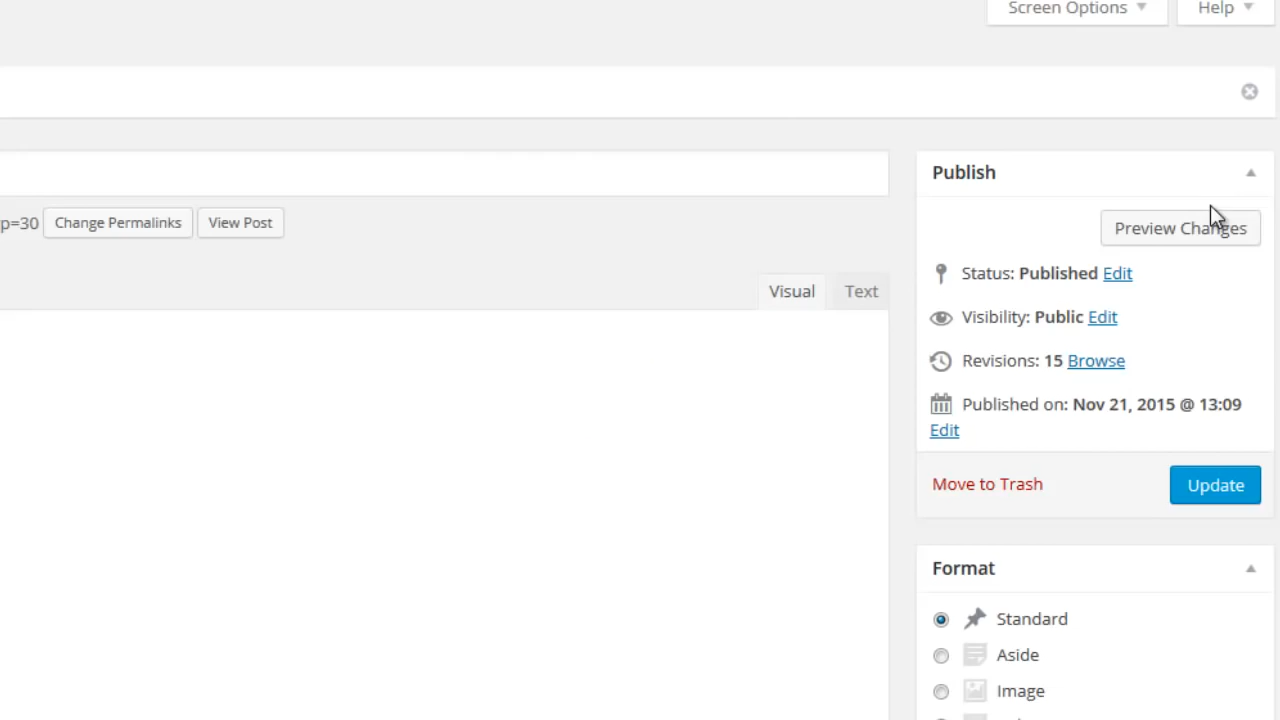 Screen Options Help
Publish
p=30 Change Permalinks View Post
Preview Changes
Visual Text
Status: Published Edit
Visibility: Public Edit
Revisions: 15 Browse
Published on: Nov 21, 2015 @ 13:09
Edit
Move to Trash Update
Format
Standard
Aside
Image